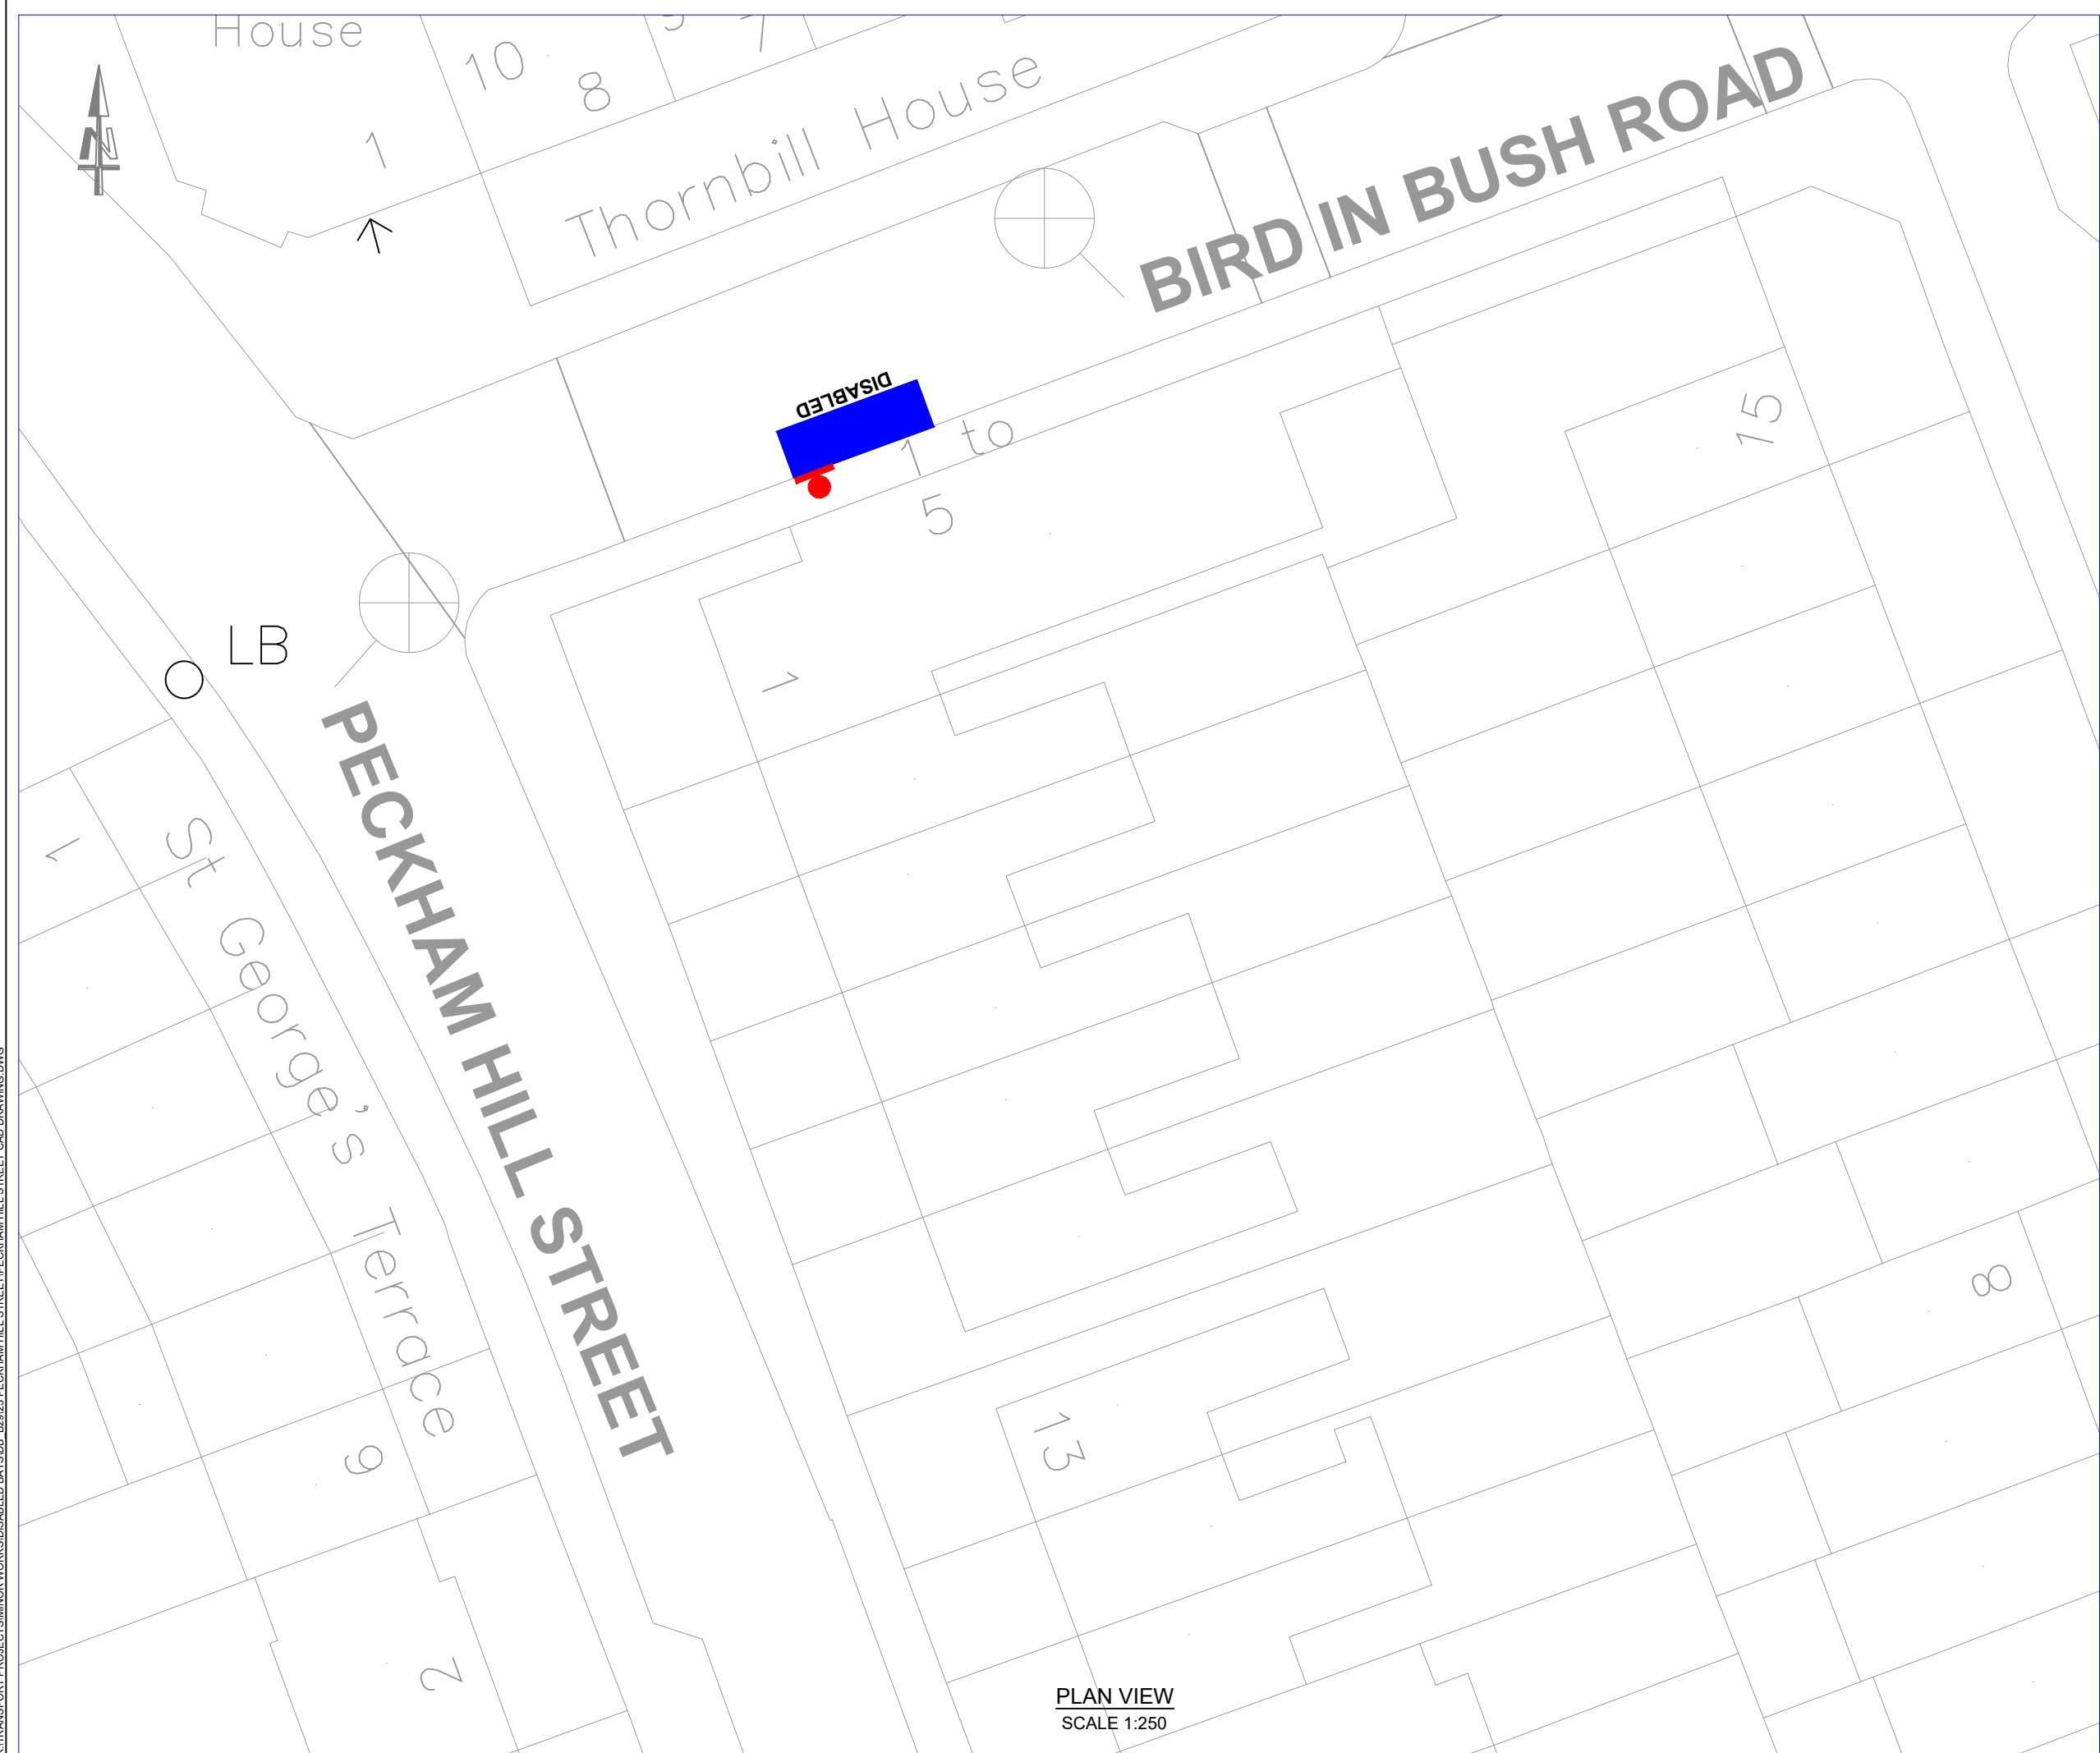 House
10
8
7
1
N
Thornbill House
BIRD IN BUSH ROAD
DISABLED
1 to
5
15
LB
1
PECKHAM HILL STREET
1
St George's Terrace
8
13
9
2
PLAN VIEW
SCALE 1:250